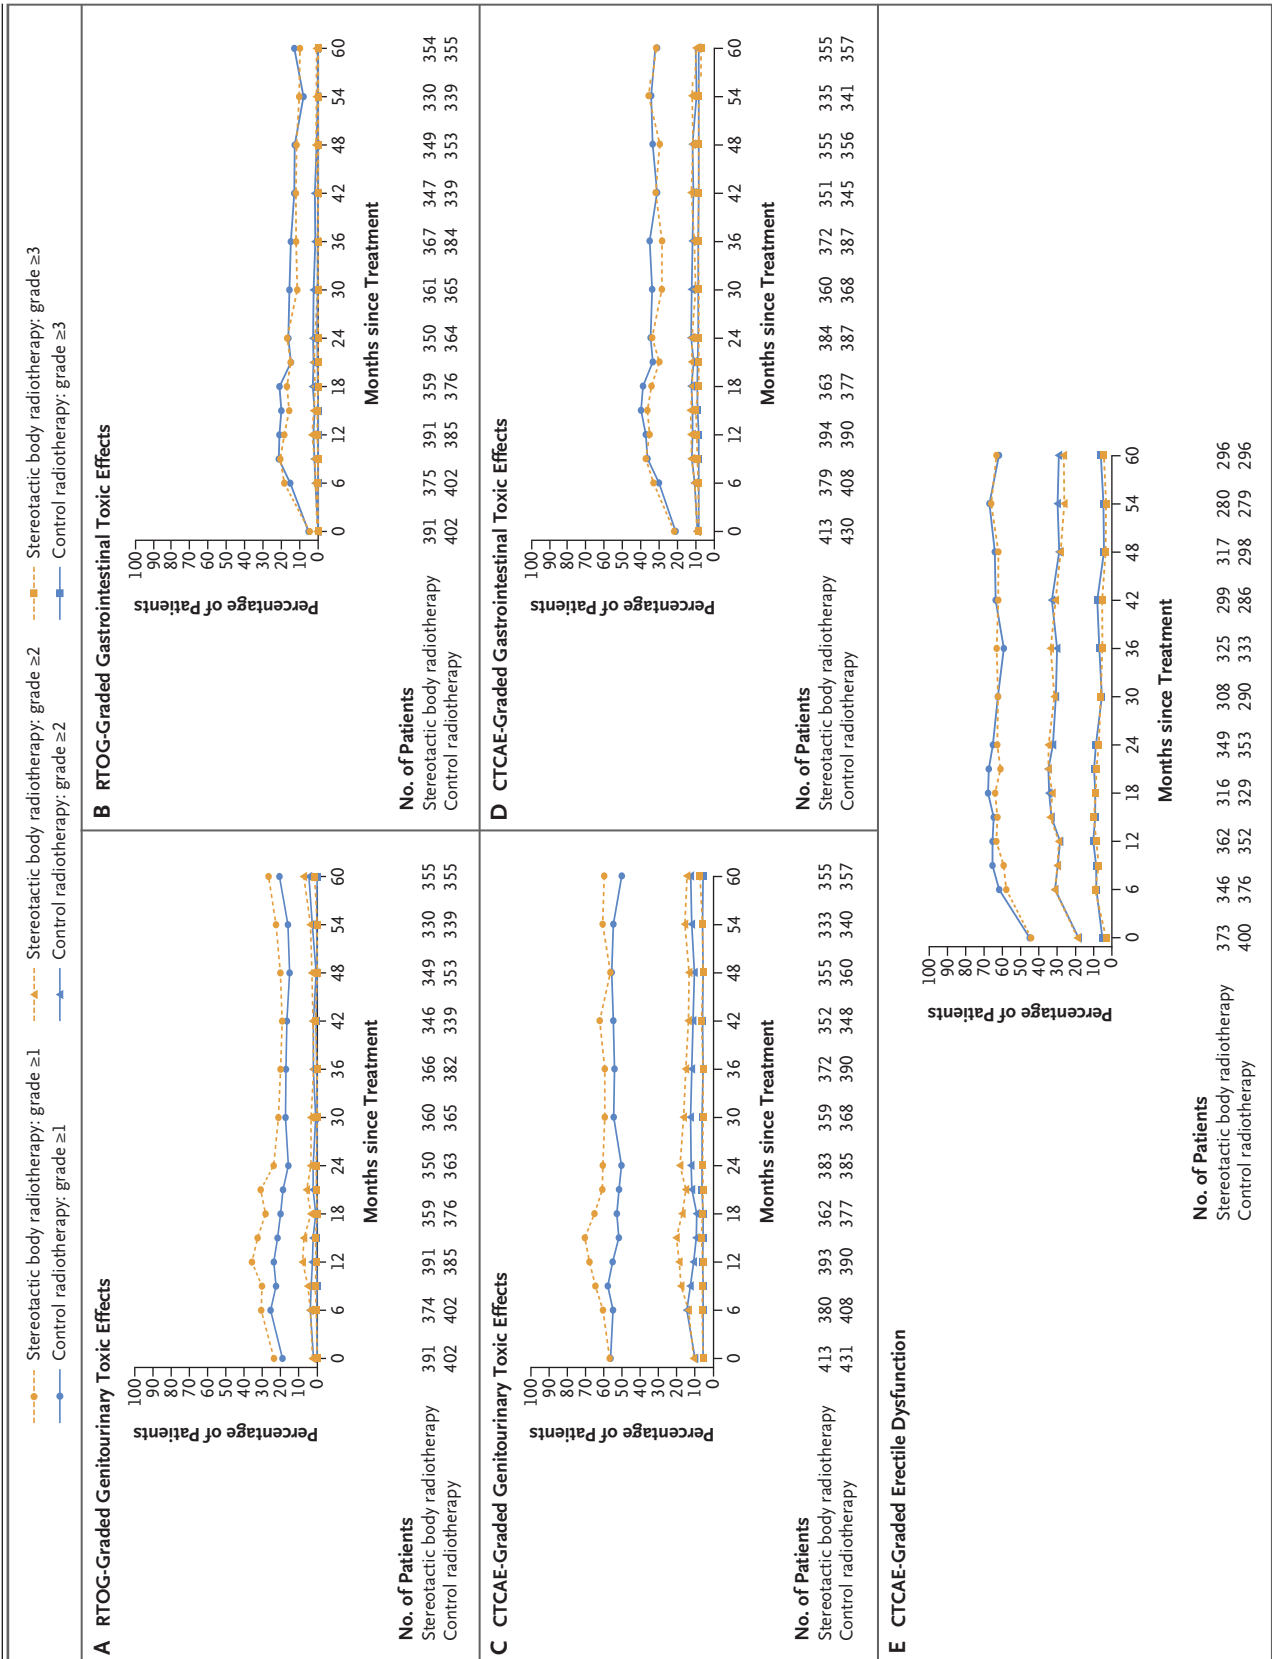 Stereotactic body radiotherapy: grade ≥1
Stereotactic body radiotherapy: grade ≥2
Stereotactic body radiotherapy: grade ≥3
Control radiotherapy: grade ≥1
Control radiotherapy: grade ≥2
Control radiotherapy: grade ≥3
A RTOG-Graded Genitourinary Toxic Effects
Percentage of Patients
100
90
80
70
60
50
40
30
20
10
0
0 6 12 18 24 30 36 42 48 54 60
Months since Treatment
No. of Patients
Stereotactic body radiotherapy 391 374 391 359 350 360 366 346 349 330 355
Control radiotherapy 402 402 385 376 363 365 382 339 353 339 355
B RTOG-Graded Gastrointestinal Toxic Effects
Percentage of Patients
100
90
80
70
60
50
40
30
20
10
0
0 6 12 18 24 30 36 42 48 54 60
Months since Treatment
No. of Patients
Stereotactic body radiotherapy 391 375 391 359 350 361 367 347 349 330 354
Control radiotherapy 402 402 385 376 364 365 384 339 353 339 355
C CTCAE-Graded Genitourinary Toxic Effects
Percentage of Patients
100
90
80
70
60
50
40
30
20
10
0
0 6 12 18 24 30 36 42 48 54 60
Months since Treatment
No. of Patients
Stereotactic body radiotherapy 413 380 393 362 383 359 372 352 355 333 355
Control radiotherapy 431 408 390 377 385 368 390 348 360 340 357
D CTCAE-Graded Gastrointestinal Toxic Effects
Percentage of Patients
100
90
80
70
60
50
40
30
20
10
0
0 6 12 18 24 30 36 42 48 54 60
Months since Treatment
No. of Patients
Stereotactic body radiotherapy 413 379 394 363 384 360 372 351 355 335 355
Control radiotherapy 430 408 390 377 387 368 387 345 356 341 357
E CTCAE-Graded Erectile Dysfunction
Percentage of Patients
100
90
80
70
60
50
40
30
20
10
0
0 6 12 18 24 30 36 42 48 54 60
Months since Treatment
No. of Patients
Stereotactic body radiotherapy 373 346 362 316 349 308 325 299 317 280 296
Control radiotherapy 400 376 352 329 353 290 333 286 298 279 296